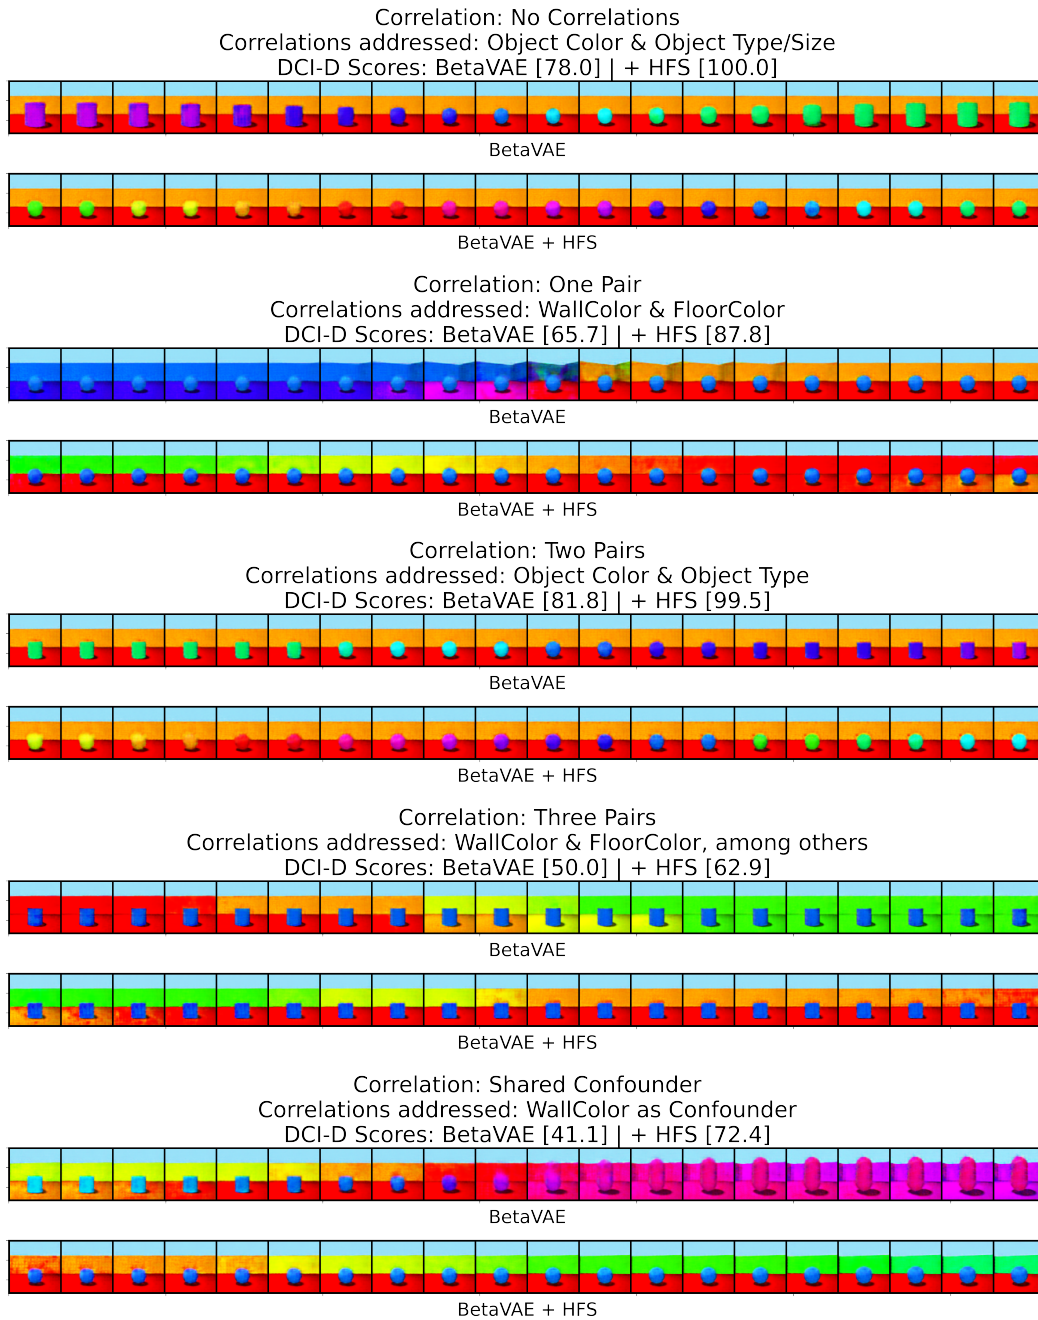 Correlation: No Correlations
Correlations addressed: Object Color & Object Type/Size
DCI-D Scores: BetaVAE [78.0] | + HFS [100.0]
BetaVAE
BetaVAE + HFS
Correlation: One Pair
Correlations addressed: WallColor & FloorColor
DCI-D Scores: BetaVAE [65.7] | + HFS [87.8]
BetaVAE
BetaVAE + HFS
Correlation: Two Pairs
Correlations addressed: Object Color & Object Type
DCI-D Scores: BetaVAE [81.8] | + HFS [99.5]
BetaVAE
BetaVAE + HFS
Correlation: Three Pairs
Correlations addressed: WallColor & FloorColor, among others
DCI-D Scores: BetaVAE [50.0] | + HFS [62.9]
BetaVAE
BetaVAE + HFS
Correlation: Shared Confounder
Correlations addressed: WallColor as Confounder
DCI-D Scores: BetaVAE [41.1] | + HFS [72.4]
BetaVAE
BetaVAE + HFS